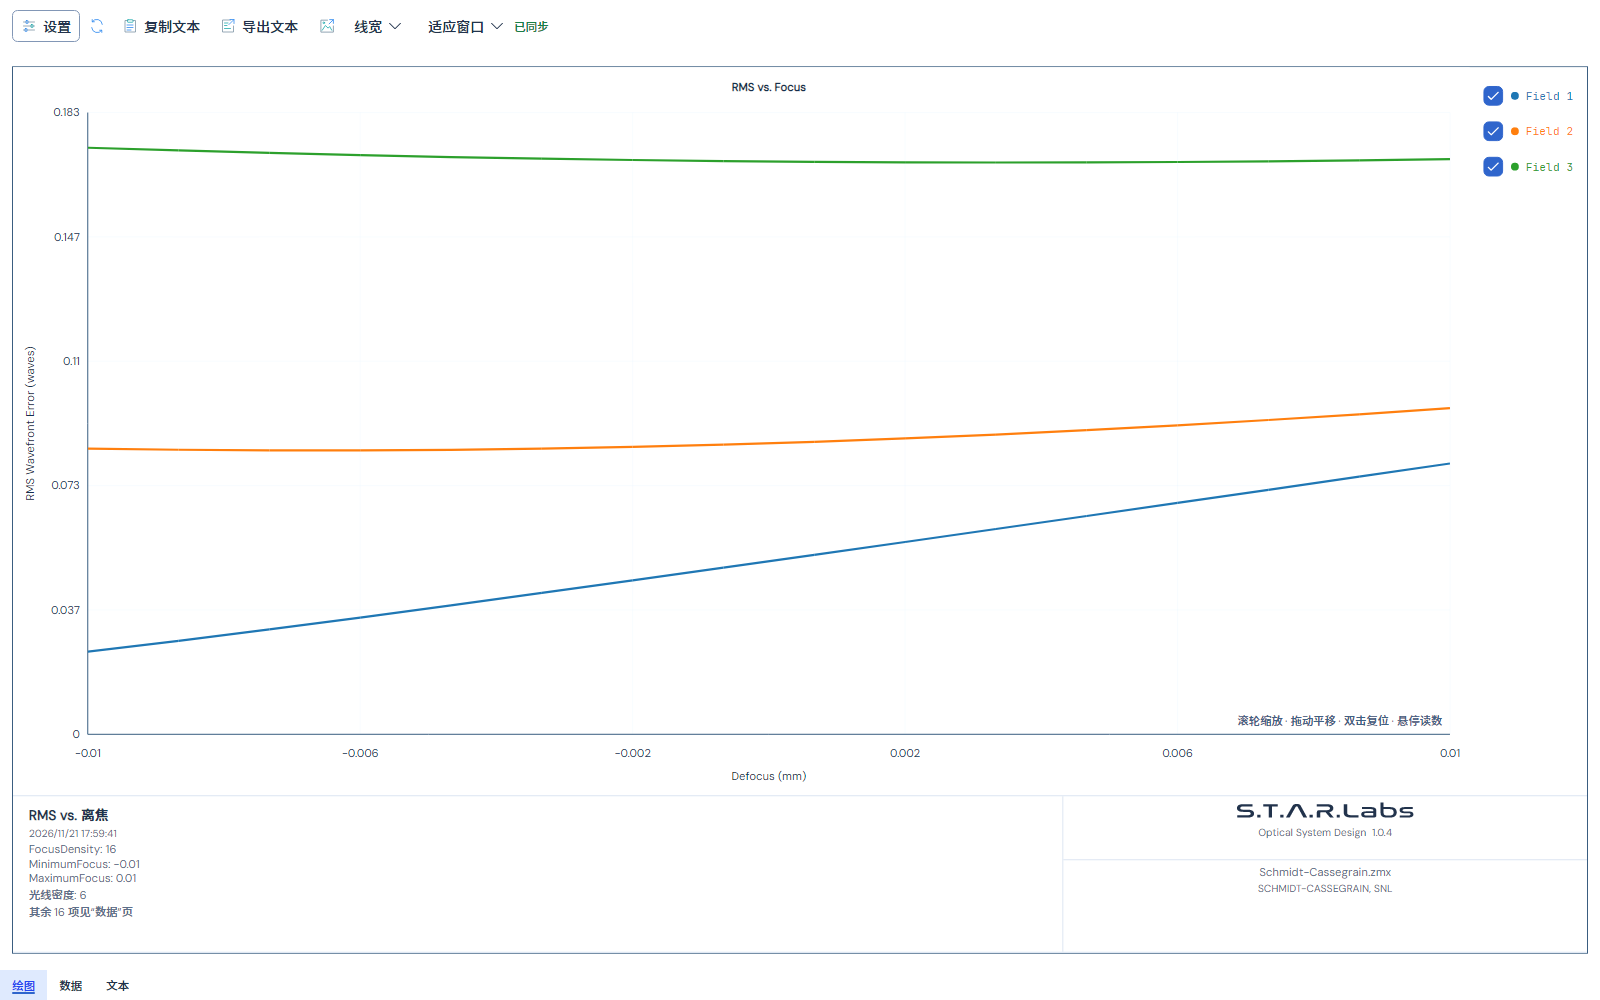 设置 复制文本 导出文本 线宽 适应窗口 已同步
RMS vs. Focus
Field 1
Field 2
Field 3
0.183
0.147
0.11
0.073
0.037
0
RMS Wavefront Error (waves)
滚轮缩放 · 拖动平移 · 双击复位 · 悬停读数
-0.01 -0.006 -0.002 0.002 0.006 0.01
Defocus (mm)
RMS vs. 离焦
2026/11/21 17:59:41
FocusDensity: 16
MinimumFocus: -0.01
MaximumFocus: 0.01
光线密度: 6
其余 16 项见“数据”页
S.T.A.R.Labs
Optical System Design 1.0.4
Schmidt-Cassegrain.zmx
SCHMIDT-CASSEGRAIN, SNL
绘图 数据 文本